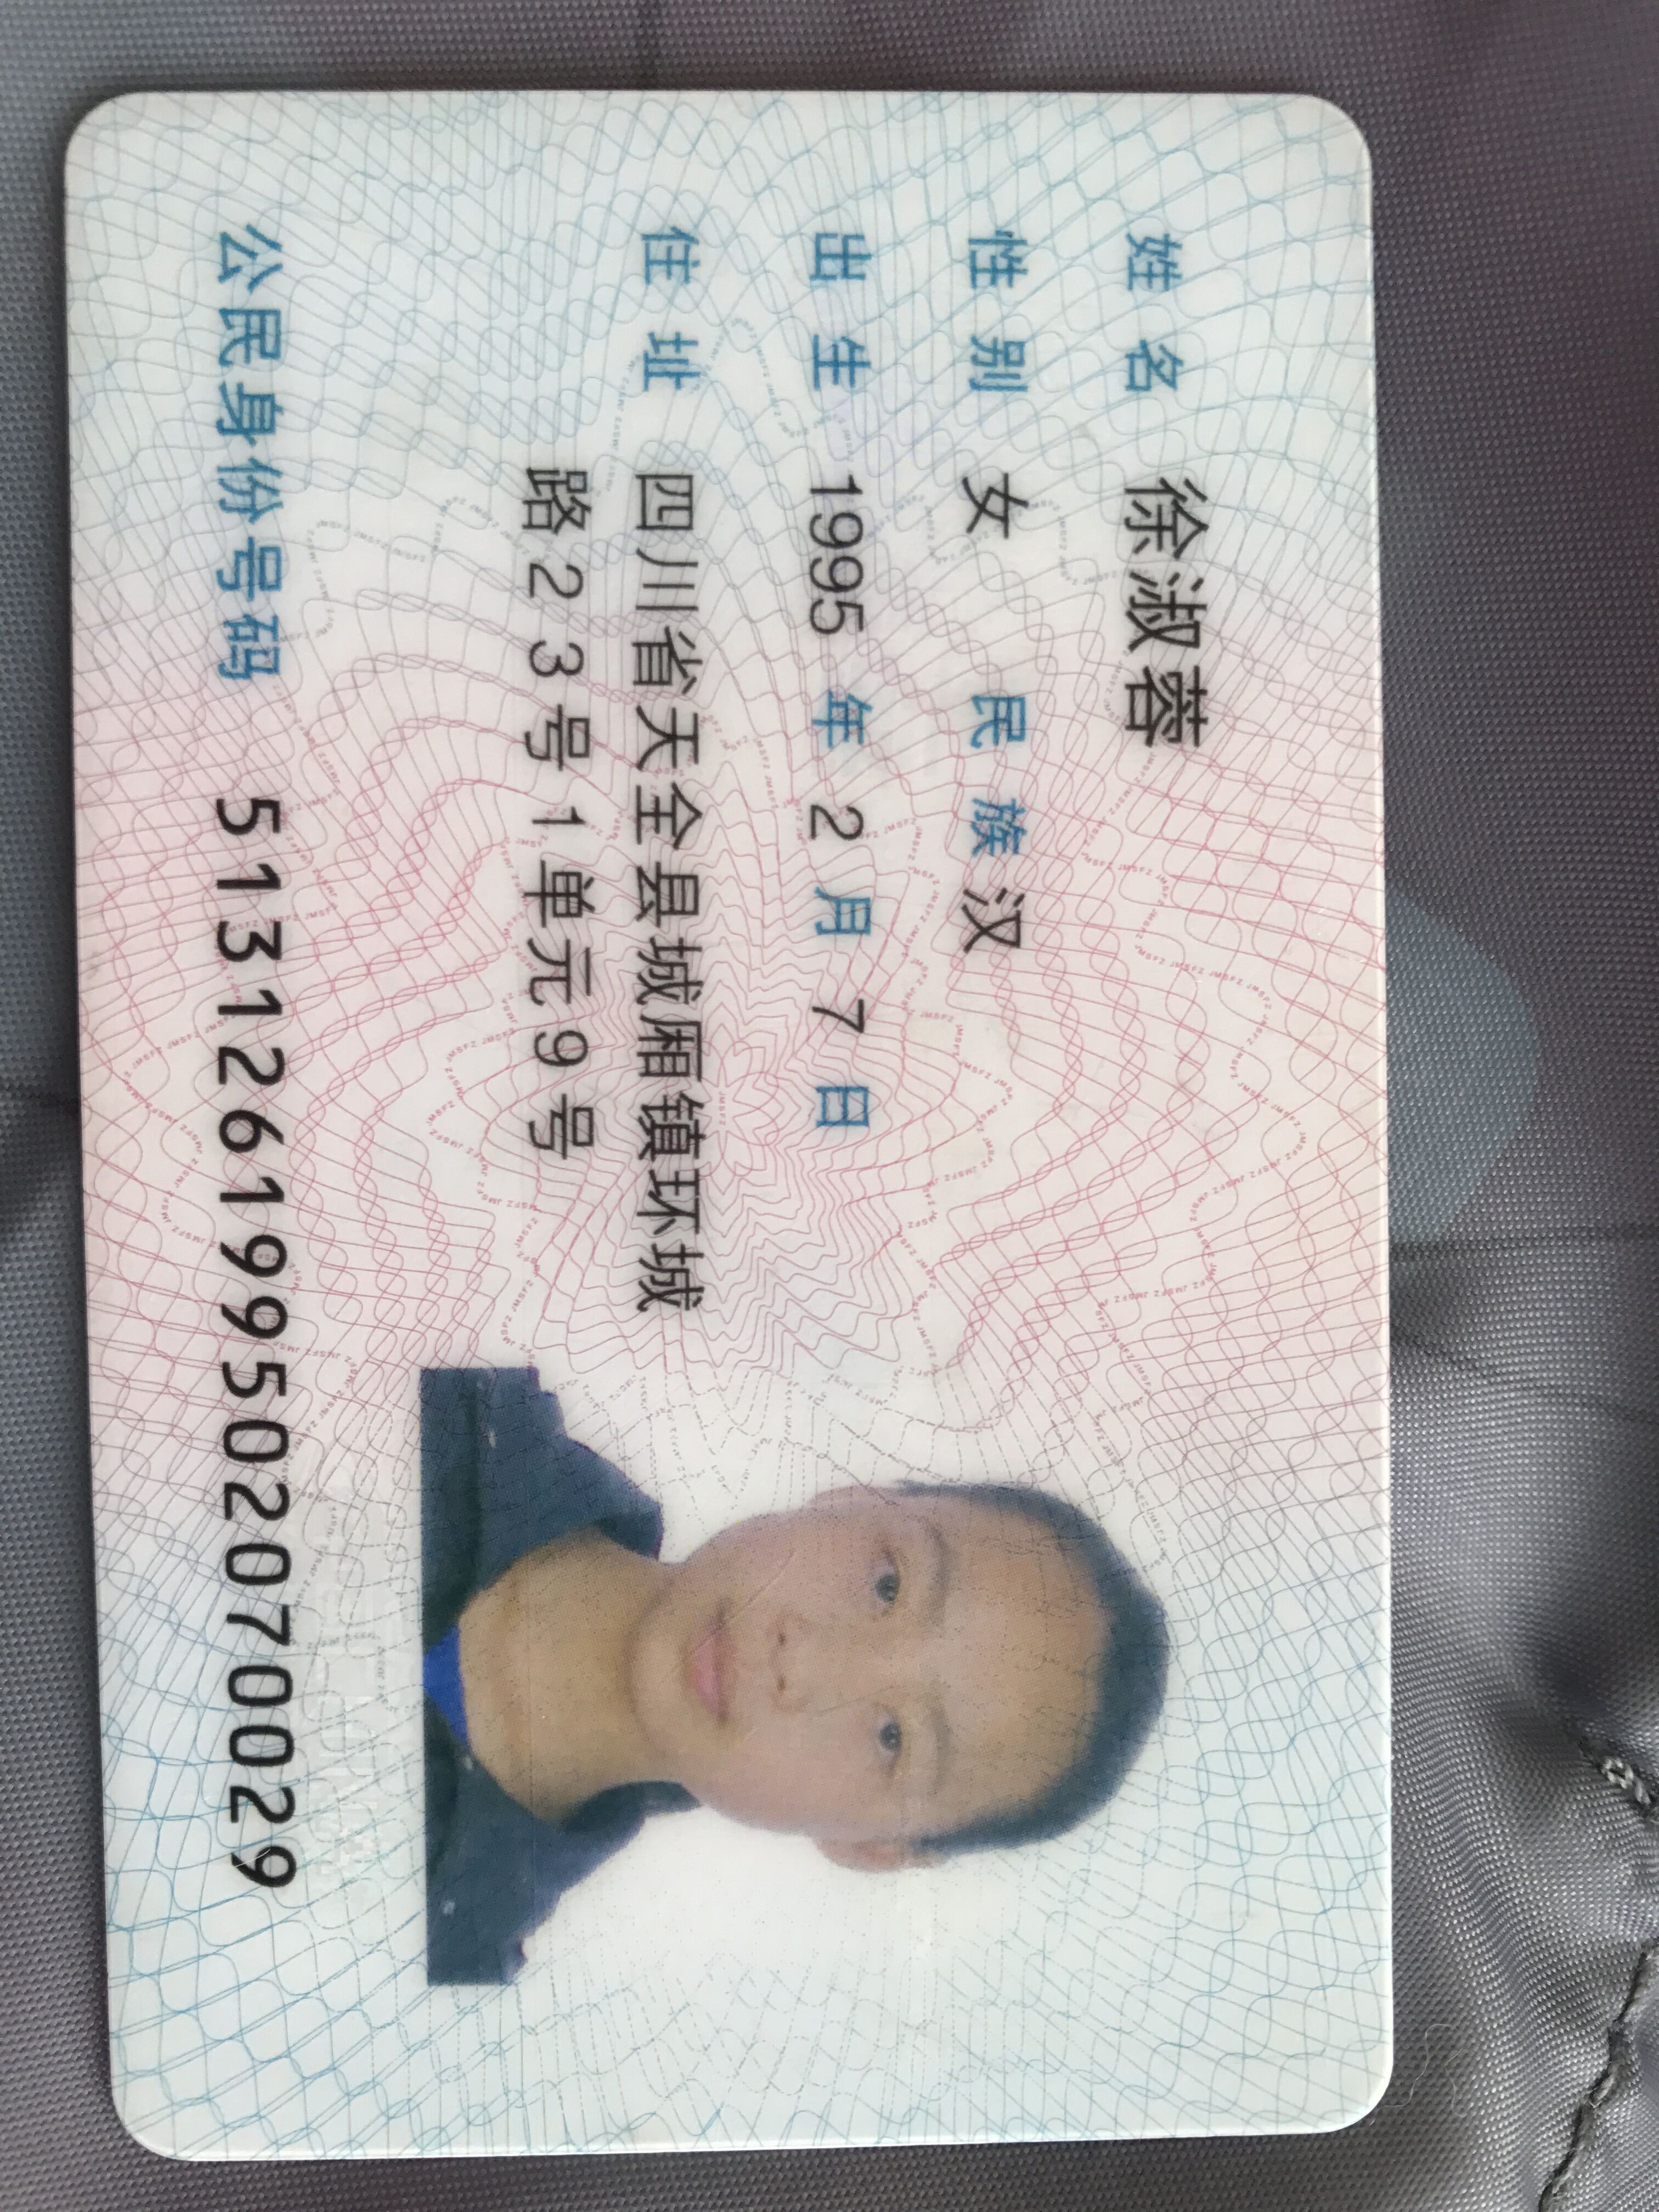 姓名 徐淑蓉
性别 女 民族 汉
出生 1995 年 2 月 7 日
住址 四川省天全县城厢镇环城
路23号1单元9号
公民身份号码 513126199502070029